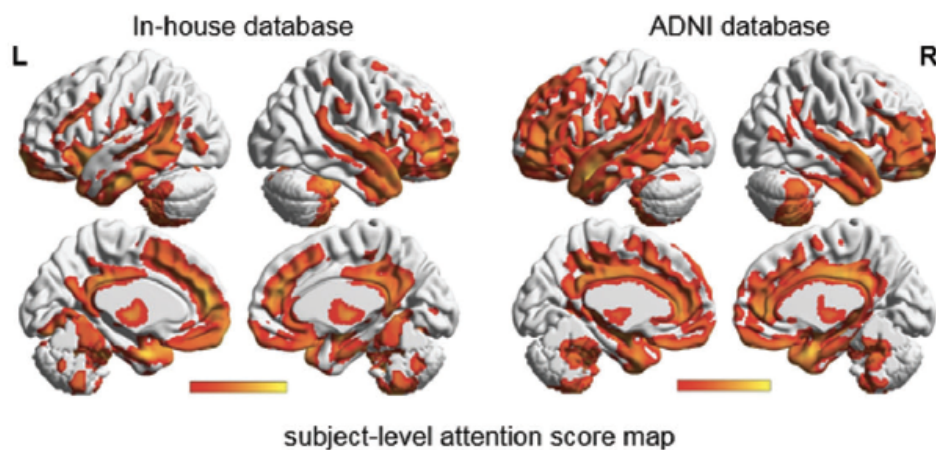 In-house database
ADNI database
L
R
subject-level attention score map